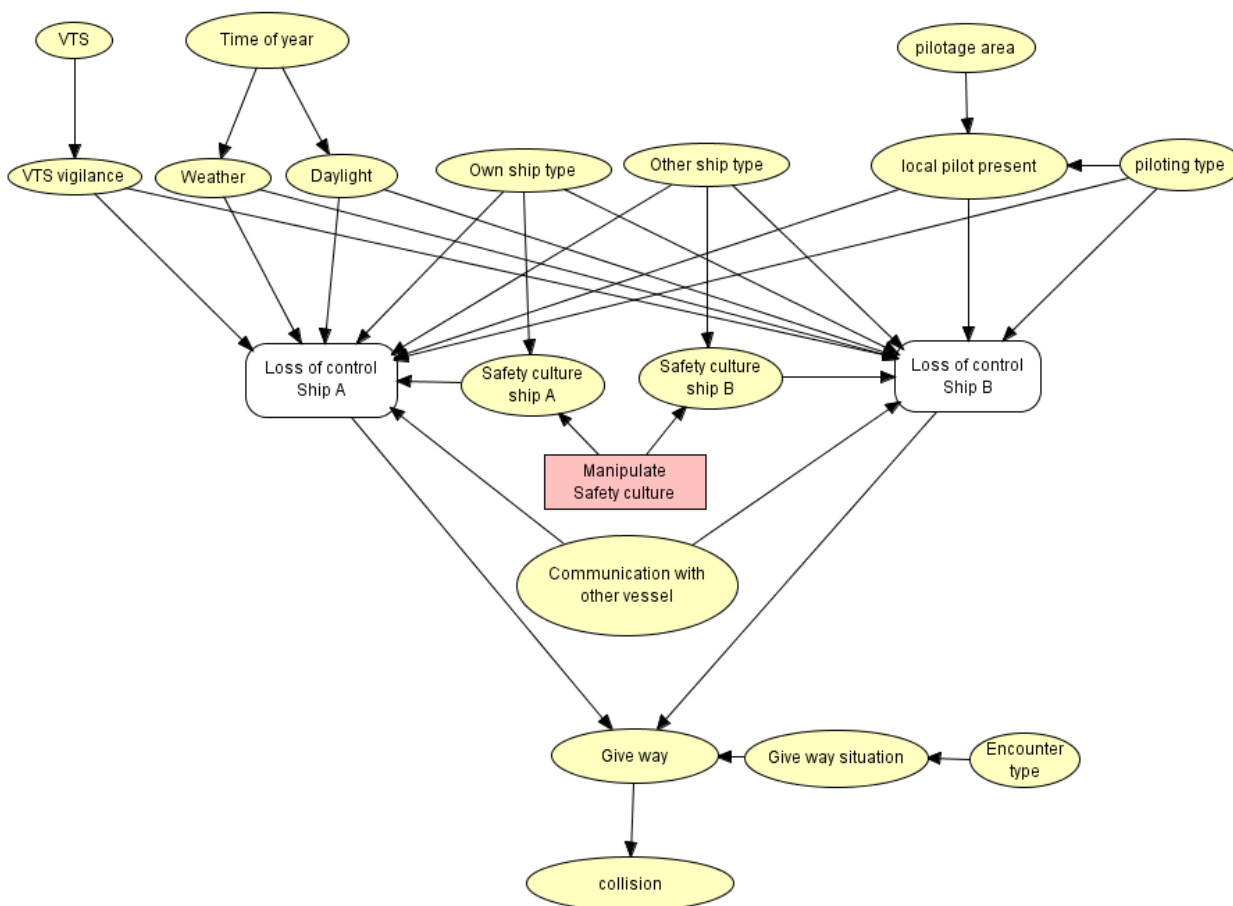 VTS
Time of year
pilotage area
VTS vigilance
Weather
Daylight
Own ship type
Other ship type
local pilot present
piloting type
Loss of control
Ship A
Safety culture
ship A
Safety culture
ship B
Loss of control
Ship B
Manipulate
Safety culture
Communication with
other vessel
Give way
Give way situation
Encounter
type
collision